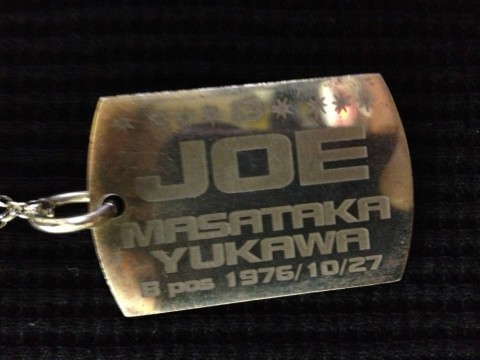 JOE
MASATAKA
YUKAWA
B pos 1976/10/27